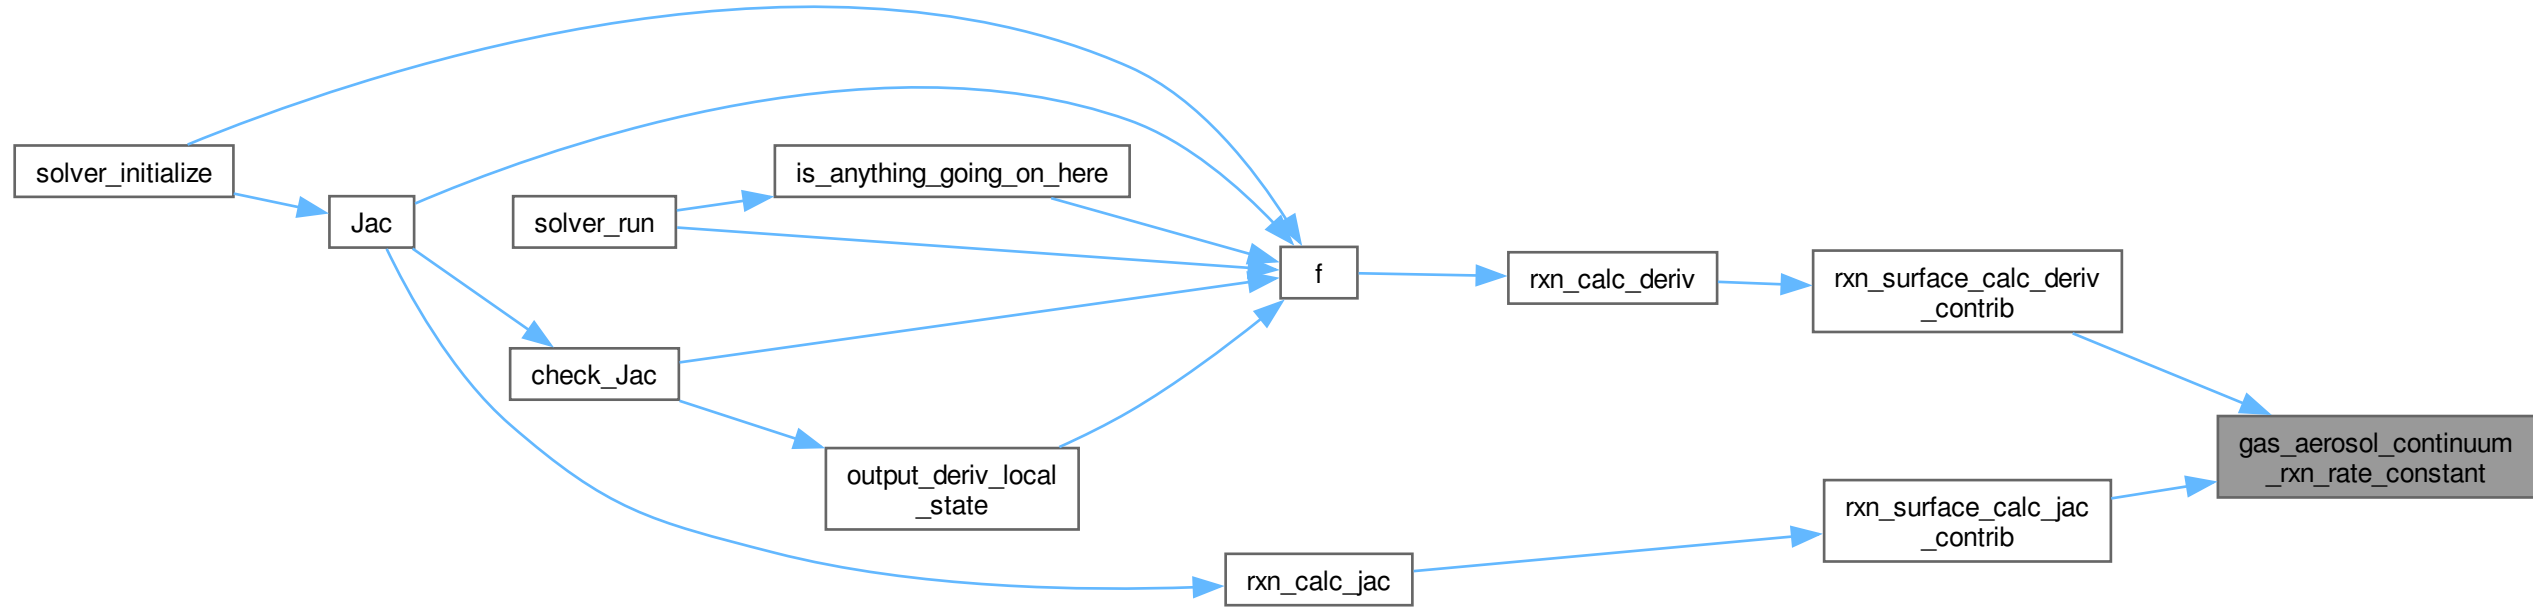 solver_initialize
Jac
solver_run
is_anything_going_on_here
check_Jac
output_deriv_local
_state
f
rxn_calc_deriv
rxn_surface_calc_deriv
_contrib
rxn_calc_jac
rxn_surface_calc_jac
_contrib
gas_aerosol_continuum
_rxn_rate_constant